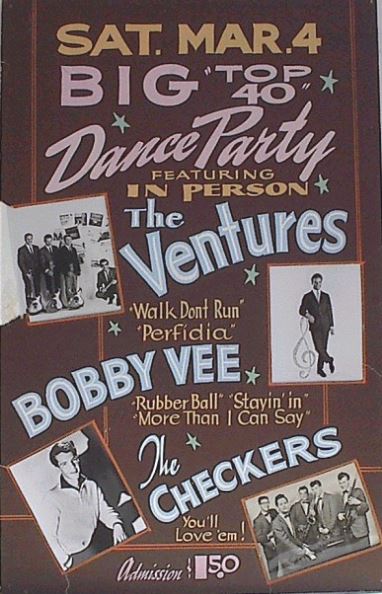 SAT. MAR. 4
BIG "TOP 40"
Dance Party
FEATURING
IN PERSON
The
Ventures
"Walk Dont Run"
"Perfidia"
BOBBY VEE
"Rubber Ball" "Stayin' in"
"More Than I Can Say"
The
CHECKERS
You'll
Love 'em!
Admission $1.50